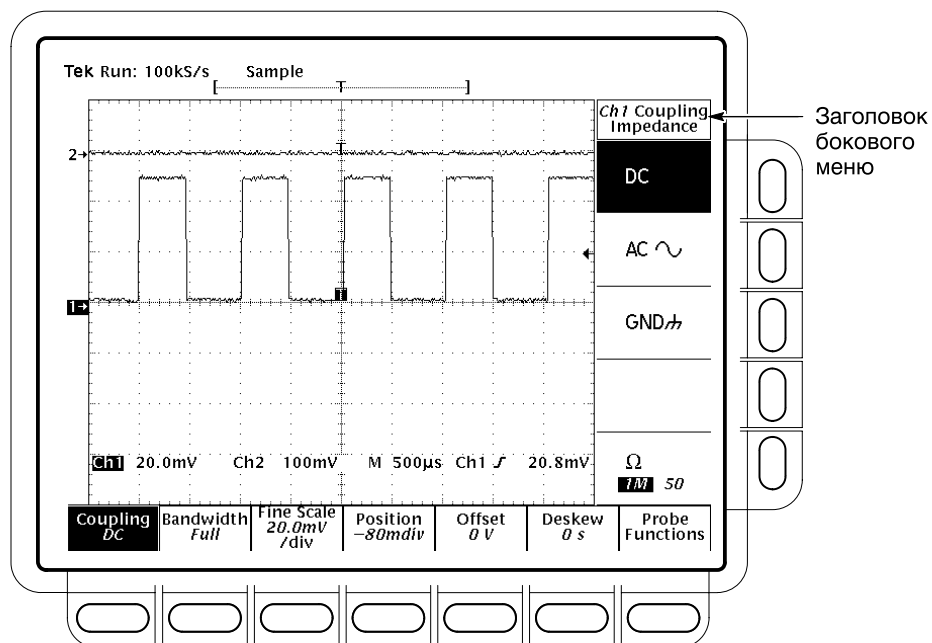 Tek Run: 100kS/s Sample
[ T ]
Ch1 Coupling
Impedance
Заголовок
бокового
меню
2→
T
DC
AC
GND
1→
T
Ch1 20.0mV Ch2 100mV M 500µs Ch1 20.8mV
Ω
1M 50
Coupling
DC
Bandwidth
Full
Fine Scale
20.0mV
/div
Position
−80mdiv
Offset
0 V
Deskew
0 s
Probe
Functions